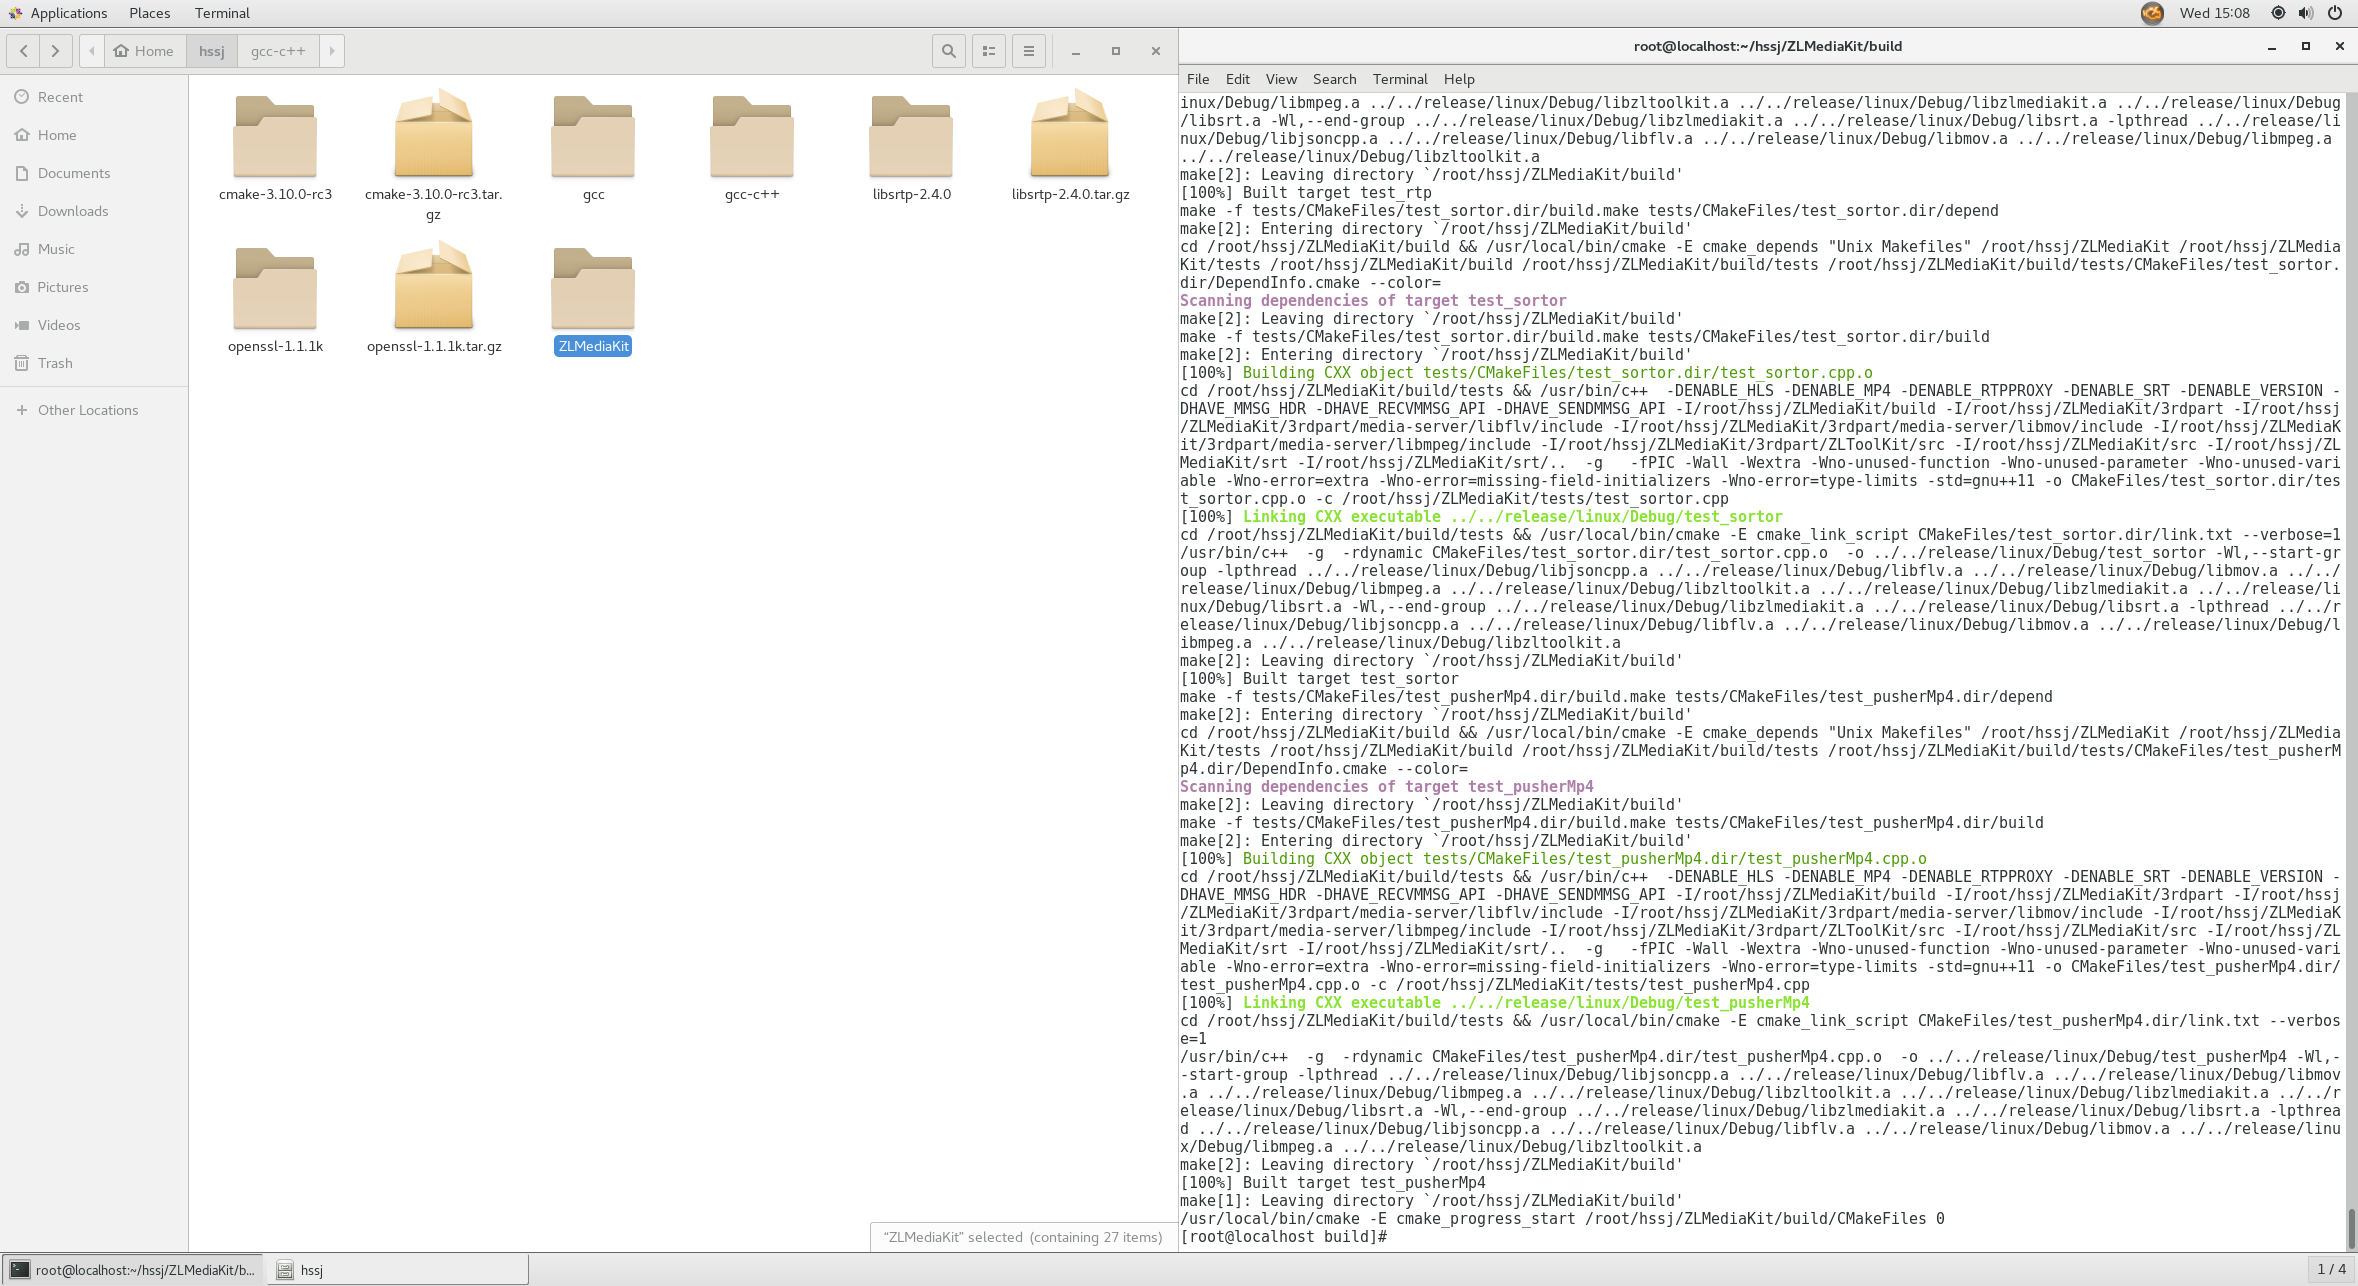 Applications Places Terminal
Wed 15:08
Home hssj gcc-c++
root@localhost:~/hssj/ZLMediaKit/build
Recent
Home
Documents
Downloads
Music
Pictures
Videos
Trash
Other Locations
cmake-3.10.0-rc3 cmake-3.10.0-rc3.tar.gz gcc gcc-c++ libsrtp-2.4.0 libsrtp-2.4.0.tar.gz
openssl-1.1.1k openssl-1.1.1k.tar.gz ZLMediaKit
“ZLMediaKit” selected (containing 27 items)
File Edit View Search Terminal Help
inux/Debug/libmpeg.a ../../release/linux/Debug/libzltoolkit.a ../../release/linux/Debug/libzlmediakit.a ../../release/linux/Debug
/libsrt.a -Wl,--end-group ../../release/linux/Debug/libzlmediakit.a ../../release/linux/Debug/libsrt.a -lpthread ../../release/li
nux/Debug/libjsoncpp.a ../../release/linux/Debug/libflv.a ../../release/linux/Debug/libmov.a ../../release/linux/Debug/libmpeg.a
../../release/linux/Debug/libzltoolkit.a
make[2]: Leaving directory `/root/hssj/ZLMediaKit/build'
[100%] Built target test_rtp
make -f tests/CMakeFiles/test_sortor.dir/build.make tests/CMakeFiles/test_sortor.dir/depend
make[2]: Entering directory `/root/hssj/ZLMediaKit/build'
cd /root/hssj/ZLMediaKit/build && /usr/local/bin/cmake -E cmake_depends "Unix Makefiles" /root/hssj/ZLMediaKit /root/hssj/ZLMedia
Kit/tests /root/hssj/ZLMediaKit/build /root/hssj/ZLMediaKit/build/tests /root/hssj/ZLMediaKit/build/tests/CMakeFiles/test_sortor.
dir/DependInfo.cmake --color=
Scanning dependencies of target test_sortor
make[2]: Leaving directory `/root/hssj/ZLMediaKit/build'
make -f tests/CMakeFiles/test_sortor.dir/build.make tests/CMakeFiles/test_sortor.dir/build
make[2]: Entering directory `/root/hssj/ZLMediaKit/build'
[100%] Building CXX object tests/CMakeFiles/test_sortor.dir/test_sortor.cpp.o
cd /root/hssj/ZLMediaKit/build/tests && /usr/bin/c++  -DENABLE_HLS -DENABLE_MP4 -DENABLE_RTPPROXY -DENABLE_SRT -DENABLE_VERSION -
DHAVE_MMSG_HDR -DHAVE_RECVMMSG_API -DHAVE_SENDMMSG_API -I/root/hssj/ZLMediaKit/build -I/root/hssj/ZLMediaKit/3rdpart -I/root/hssj
/ZLMediaKit/3rdpart/media-server/libflv/include -I/root/hssj/ZLMediaKit/3rdpart/media-server/libmov/include -I/root/hssj/ZLMediaK
it/3rdpart/media-server/libmpeg/include -I/root/hssj/ZLMediaKit/3rdpart/ZLToolKit/src -I/root/hssj/ZLMediaKit/src -I/root/hssj/ZL
MediaKit/srt -I/root/hssj/ZLMediaKit/srt/..  -g   -fPIC -Wall -Wextra -Wno-unused-function -Wno-unused-parameter -Wno-unused-vari
able -Wno-error=extra -Wno-error=missing-field-initializers -Wno-error=type-limits -std=gnu++11 -o CMakeFiles/test_sortor.dir/tes
t_sortor.cpp.o -c /root/hssj/ZLMediaKit/tests/test_sortor.cpp
[100%] Linking CXX executable ../../release/linux/Debug/test_sortor
cd /root/hssj/ZLMediaKit/build/tests && /usr/local/bin/cmake -E cmake_link_script CMakeFiles/test_sortor.dir/link.txt --verbose=1
/usr/bin/c++  -g  -rdynamic CMakeFiles/test_sortor.dir/test_sortor.cpp.o  -o ../../release/linux/Debug/test_sortor -Wl,--start-gr
oup -lpthread ../../release/linux/Debug/libjsoncpp.a ../../release/linux/Debug/libflv.a ../../release/linux/Debug/libmov.a ../../
release/linux/Debug/libmpeg.a ../../release/linux/Debug/libzltoolkit.a ../../release/linux/Debug/libzlmediakit.a ../../release/li
nux/Debug/libsrt.a -Wl,--end-group ../../release/linux/Debug/libzlmediakit.a ../../release/linux/Debug/libsrt.a -lpthread ../../r
elease/linux/Debug/libjsoncpp.a ../../release/linux/Debug/libflv.a ../../release/linux/Debug/libmov.a ../../release/linux/Debug/l
ibmpeg.a ../../release/linux/Debug/libzltoolkit.a
make[2]: Leaving directory `/root/hssj/ZLMediaKit/build'
[100%] Built target test_sortor
make -f tests/CMakeFiles/test_pusherMp4.dir/build.make tests/CMakeFiles/test_pusherMp4.dir/depend
make[2]: Entering directory `/root/hssj/ZLMediaKit/build'
cd /root/hssj/ZLMediaKit/build && /usr/local/bin/cmake -E cmake_depends "Unix Makefiles" /root/hssj/ZLMediaKit /root/hssj/ZLMedia
Kit/tests /root/hssj/ZLMediaKit/build /root/hssj/ZLMediaKit/build/tests /root/hssj/ZLMediaKit/build/tests/CMakeFiles/test_pusherM
p4.dir/DependInfo.cmake --color=
Scanning dependencies of target test_pusherMp4
make[2]: Leaving directory `/root/hssj/ZLMediaKit/build'
make -f tests/CMakeFiles/test_pusherMp4.dir/build.make tests/CMakeFiles/test_pusherMp4.dir/build
make[2]: Entering directory `/root/hssj/ZLMediaKit/build'
[100%] Building CXX object tests/CMakeFiles/test_pusherMp4.dir/test_pusherMp4.cpp.o
cd /root/hssj/ZLMediaKit/build/tests && /usr/bin/c++  -DENABLE_HLS -DENABLE_MP4 -DENABLE_RTPPROXY -DENABLE_SRT -DENABLE_VERSION -
DHAVE_MMSG_HDR -DHAVE_RECVMMSG_API -DHAVE_SENDMMSG_API -I/root/hssj/ZLMediaKit/build -I/root/hssj/ZLMediaKit/3rdpart -I/root/hssj
/ZLMediaKit/3rdpart/media-server/libflv/include -I/root/hssj/ZLMediaKit/3rdpart/media-server/libmov/include -I/root/hssj/ZLMediaK
it/3rdpart/media-server/libmpeg/include -I/root/hssj/ZLMediaKit/3rdpart/ZLToolKit/src -I/root/hssj/ZLMediaKit/src -I/root/hssj/ZL
MediaKit/srt -I/root/hssj/ZLMediaKit/srt/..  -g   -fPIC -Wall -Wextra -Wno-unused-function -Wno-unused-parameter -Wno-unused-vari
able -Wno-error=extra -Wno-error=missing-field-initializers -Wno-error=type-limits -std=gnu++11 -o CMakeFiles/test_pusherMp4.dir/
test_pusherMp4.cpp.o -c /root/hssj/ZLMediaKit/tests/test_pusherMp4.cpp
[100%] Linking CXX executable ../../release/linux/Debug/test_pusherMp4
cd /root/hssj/ZLMediaKit/build/tests && /usr/local/bin/cmake -E cmake_link_script CMakeFiles/test_pusherMp4.dir/link.txt --verbos
e=1
/usr/bin/c++  -g  -rdynamic CMakeFiles/test_pusherMp4.dir/test_pusherMp4.cpp.o  -o ../../release/linux/Debug/test_pusherMp4 -Wl,-
-start-group -lpthread ../../release/linux/Debug/libjsoncpp.a ../../release/linux/Debug/libflv.a ../../release/linux/Debug/libmov
.a ../../release/linux/Debug/libmpeg.a ../../release/linux/Debug/libzltoolkit.a ../../release/linux/Debug/libzlmediakit.a ../../r
elease/linux/Debug/libsrt.a -Wl,--end-group ../../release/linux/Debug/libzlmediakit.a ../../release/linux/Debug/libsrt.a -lpthrea
d ../../release/linux/Debug/libjsoncpp.a ../../release/linux/Debug/libflv.a ../../release/linux/Debug/libmov.a ../../release/linu
x/Debug/libmpeg.a ../../release/linux/Debug/libzltoolkit.a
make[2]: Leaving directory `/root/hssj/ZLMediaKit/build'
[100%] Built target test_pusherMp4
make[1]: Leaving directory `/root/hssj/ZLMediaKit/build'
/usr/local/bin/cmake -E cmake_progress_start /root/hssj/ZLMediaKit/build/CMakeFiles 0
[root@localhost build]#
root@localhost:~/hssj/ZLMediaKit/b... hssj
1 / 4